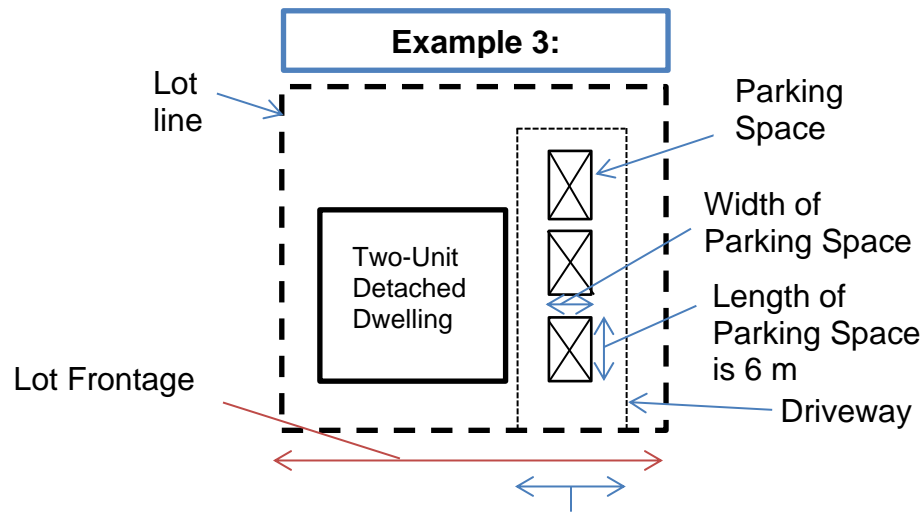 Example 3:
Lot
line
Parking
Space
Width of
Parking Space
Two-Unit
Detached
Dwelling
Length of
Parking Space
is 6 m
Lot Frontage
Driveway